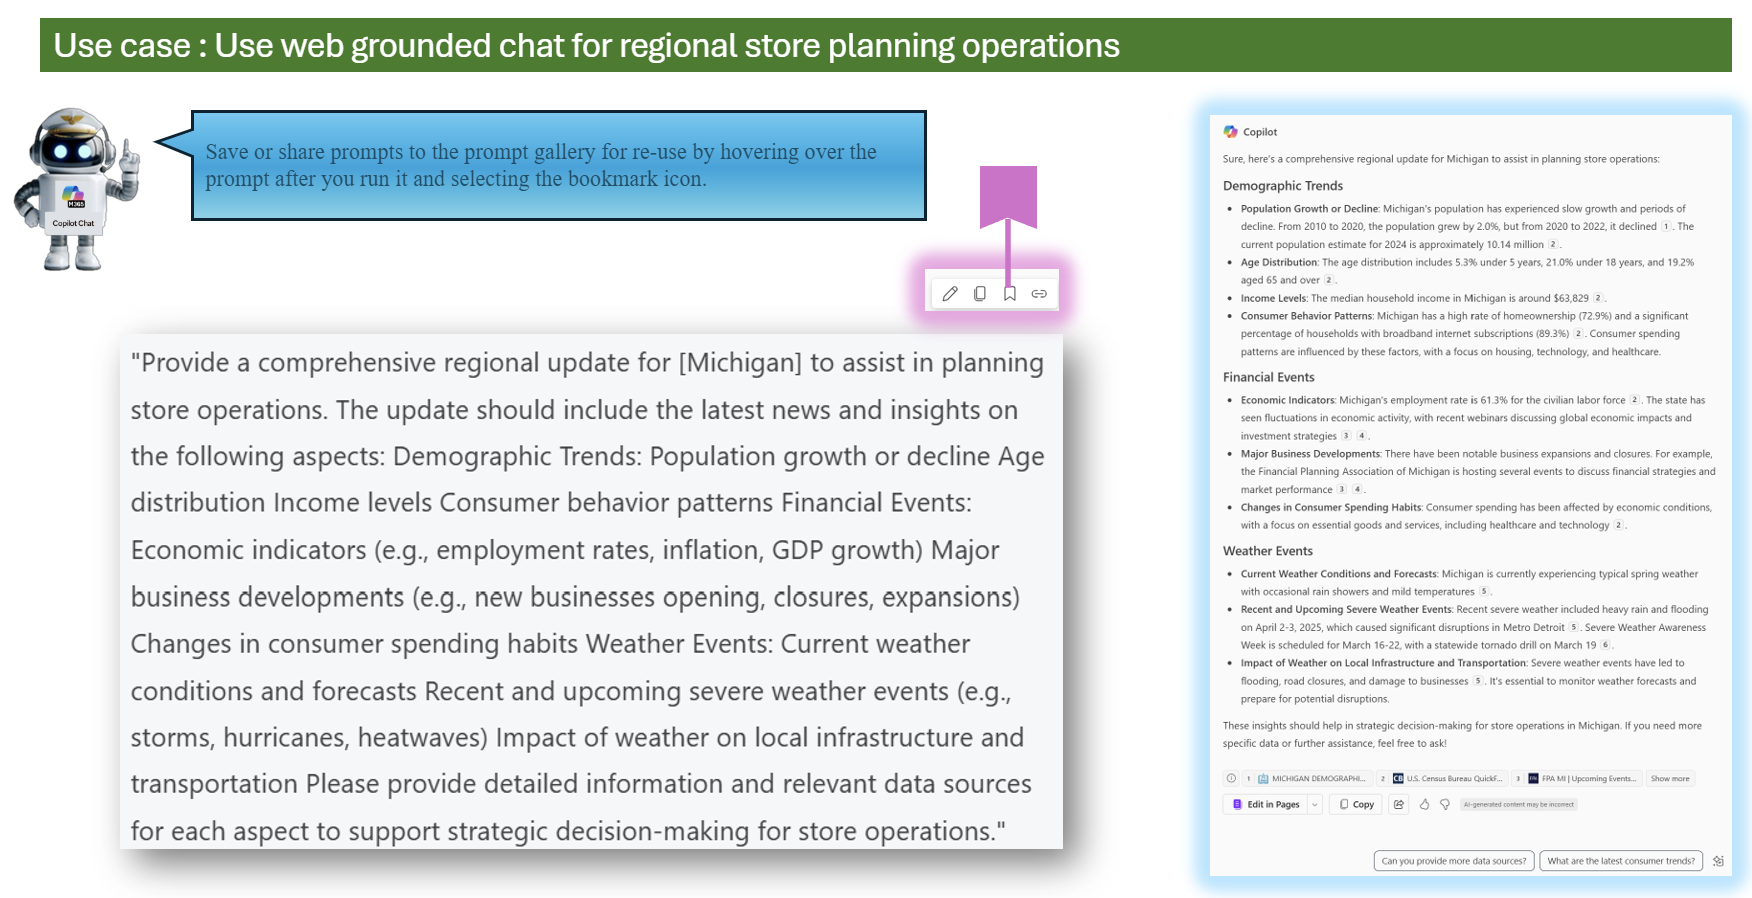 Use case : Use web grounded chat for regional store planning operations
Save or share prompts to the prompt gallery for re-use by hovering over the
prompt after you run it and selecting the bookmark icon.
M365
Copilot Chat
"Provide a comprehensive regional update for [Michigan] to assist in planning
store operations. The update should include the latest news and insights on
the following aspects: Demographic Trends: Population growth or decline Age
distribution Income levels Consumer behavior patterns Financial Events:
Economic indicators (e.g., employment rates, inflation, GDP growth) Major
business developments (e.g., new businesses opening, closures, expansions)
Changes in consumer spending habits Weather Events: Current weather
conditions and forecasts Recent and upcoming severe weather events (e.g.,
storms, hurricanes, heatwaves) Impact of weather on local infrastructure and
transportation Please provide detailed information and relevant data sources
for each aspect to support strategic decision-making for store operations."
Copilot
Sure, here's a comprehensive regional update for Michigan to assist in planning store operations:
Demographic Trends
• Population Growth or Decline: Michigan's population has experienced slow growth and periods of
decline. From 2010 to 2020, the population grew by 2.0%, but from 2020 to 2022, it declined 1 . The
current population estimate for 2024 is approximately 10.14 million 2 .
• Age Distribution: The age distribution includes 5.3% under 5 years, 21.0% under 18 years, and 19.2%
aged 65 and over 2 .
• Income Levels: The median household income in Michigan is around $63,829 2 .
• Consumer Behavior Patterns: Michigan has a high rate of homeownership (72.9%) and a significant
percentage of households with broadband internet subscriptions (89.3%) 2 . Consumer spending
patterns are influenced by these factors, with a focus on housing, technology, and healthcare.
Financial Events
• Economic Indicators: Michigan's employment rate is 61.3% for the civilian labor force 2 . The state has
seen fluctuations in economic activity, with recent webinars discussing global economic impacts and
investment strategies 3 4 .
• Major Business Developments: There have been notable business expansions and closures. For example,
the Financial Planning Association of Michigan is hosting several events to discuss financial strategies and
market performance 3 4 .
• Changes in Consumer Spending Habits: Consumer spending has been affected by economic conditions,
with a focus on essential goods and services, including healthcare and technology 2 .
Weather Events
• Current Weather Conditions and Forecasts: Michigan is currently experiencing typical spring weather
with occasional rain showers and mild temperatures 5 .
• Recent and Upcoming Severe Weather Events: Recent severe weather included heavy rain and flooding
on April 2-3, 2025, which caused significant disruptions in Metro Detroit 5 . Severe Weather Awareness
Week is scheduled for March 16-22, with a statewide tornado drill on March 19 6 .
• Impact of Weather on Local Infrastructure and Transportation: Severe weather events have led to
flooding, road closures, and damage to businesses 5 . It's essential to monitor weather forecasts and
prepare for potential disruptions.
These insights should help in strategic decision-making for store operations in Michigan. If you need more
specific data or further assistance, feel free to ask!
1 MICHIGAN DEMOGRAPHI... 2 CB U.S. Census Bureau QuickF... 3 FPA MI | Upcoming Events... Show more
Edit in Pages Copy AI-generated content may be incorrect
Can you provide more data sources? What are the latest consumer trends?